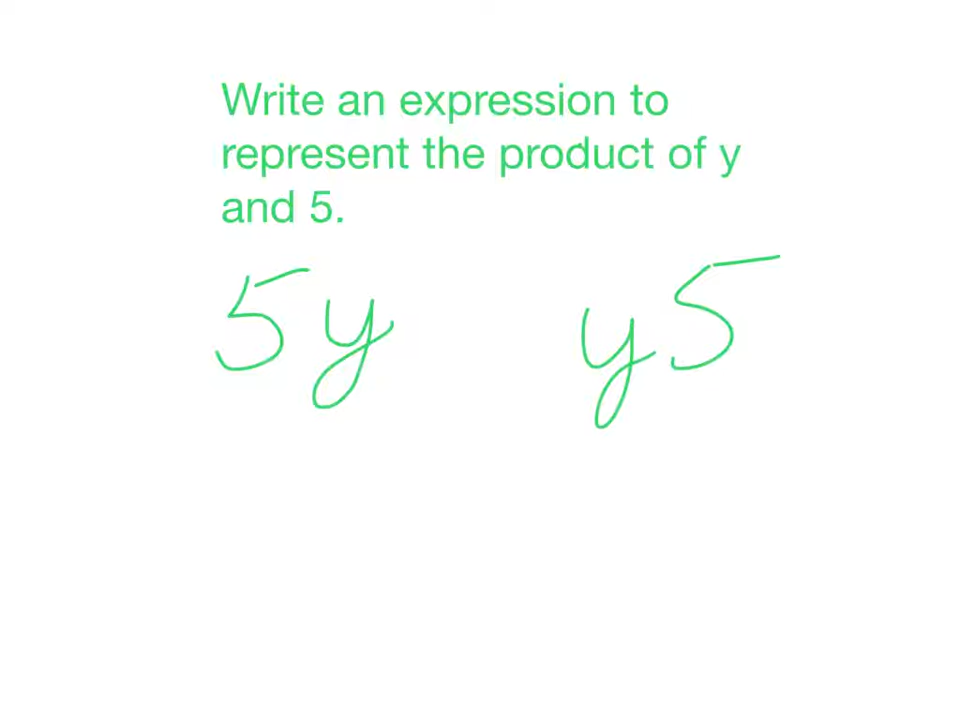 Write an expression to
represent the product of y
and 5.
5y y5